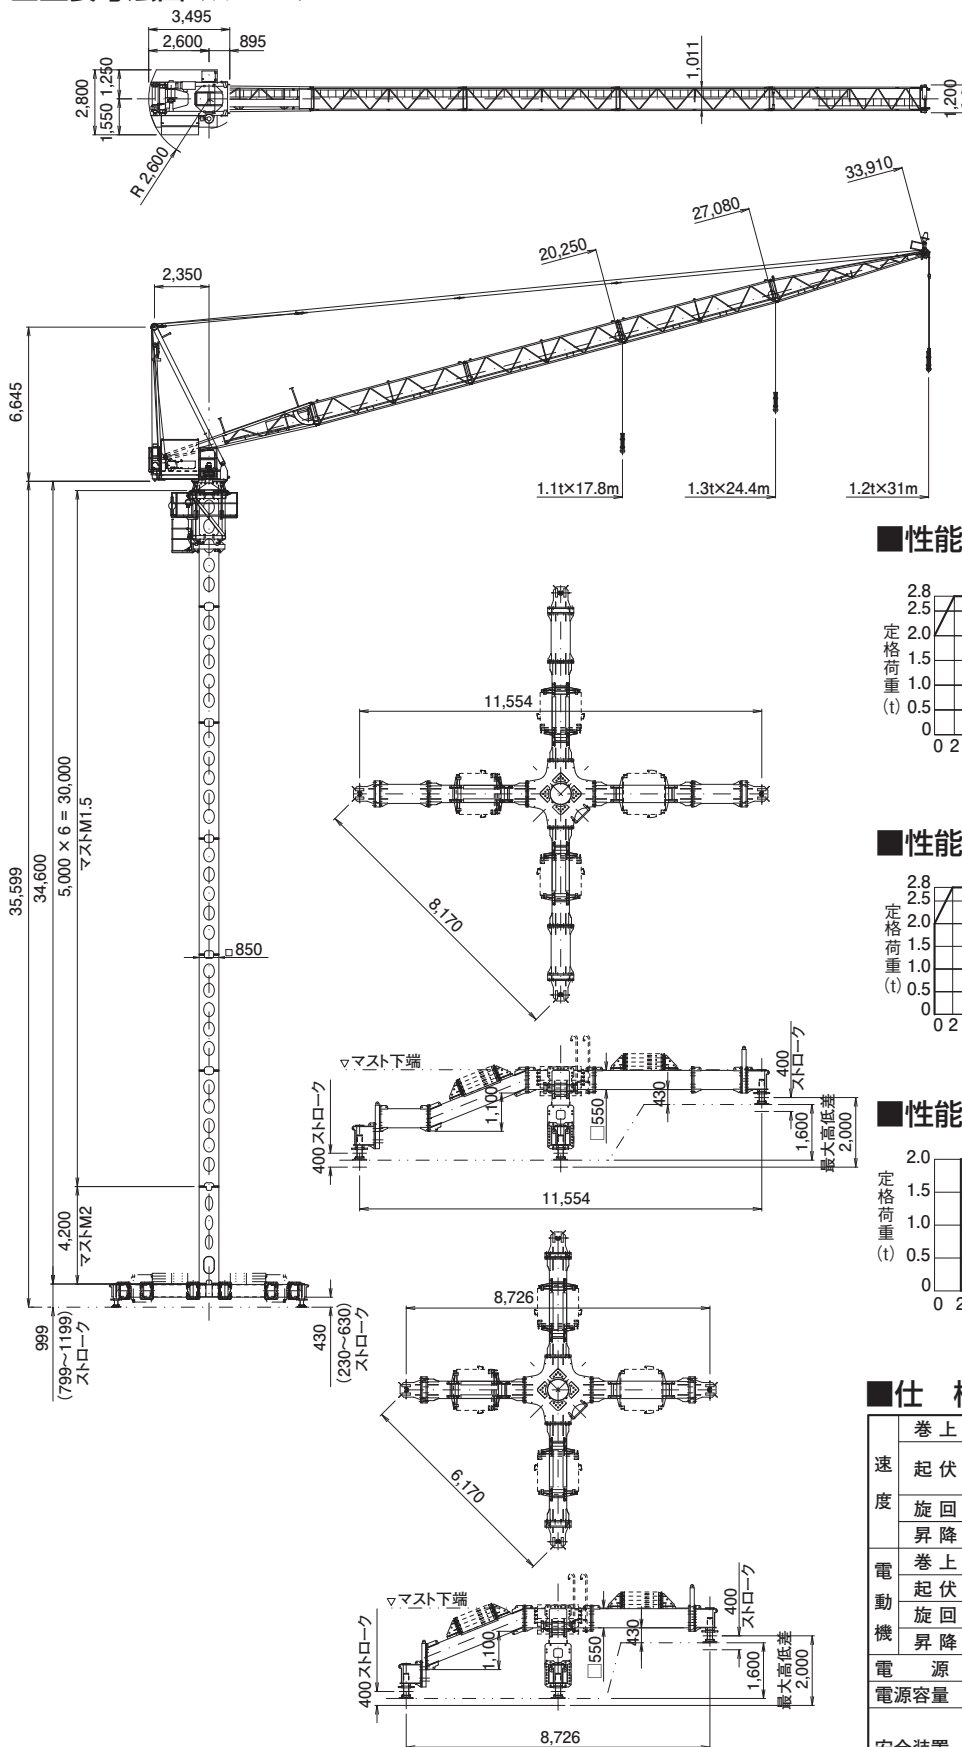 3,495
2,600
895
1,011
2,800
1,250
1,550
1,200
R 2,600
33,910
27,080
20,250
2,350
6,645
1.1t×17.8m
1.3t×24.4m
1.2t×31m
■性能
定格荷重(t)
2.8
2.5
2.0
1.5
1.0
0.5
0
0 2
11,554
8,170
35,599
34,600
5,000 × 6 = 30,000
マストM1.5
□850
■性能
定格荷重(t)
2.8
2.5
2.0
1.5
1.0
0.5
0
0 2
▽マスト下端
400ストローク
1,100
□550
430
400
ストローク
1,600
最大高低差
2,000
11,554
■性能
定格荷重(t)
2.0
1.5
1.0
0.5
0
0
4,200
マストM2
999
(799~1199)
ストローク
430
(230~630)
ストローク
8,726
6,170
▽マスト下端
400ストローク
1,100
□550
430
400
ストローク
1,600
最大高低差
2,000
8,726
■仕
速度
巻上
起伏
旋回
昇降
電動機
巻上
起伏
旋回
昇降
電 源
電源容量
安全装置